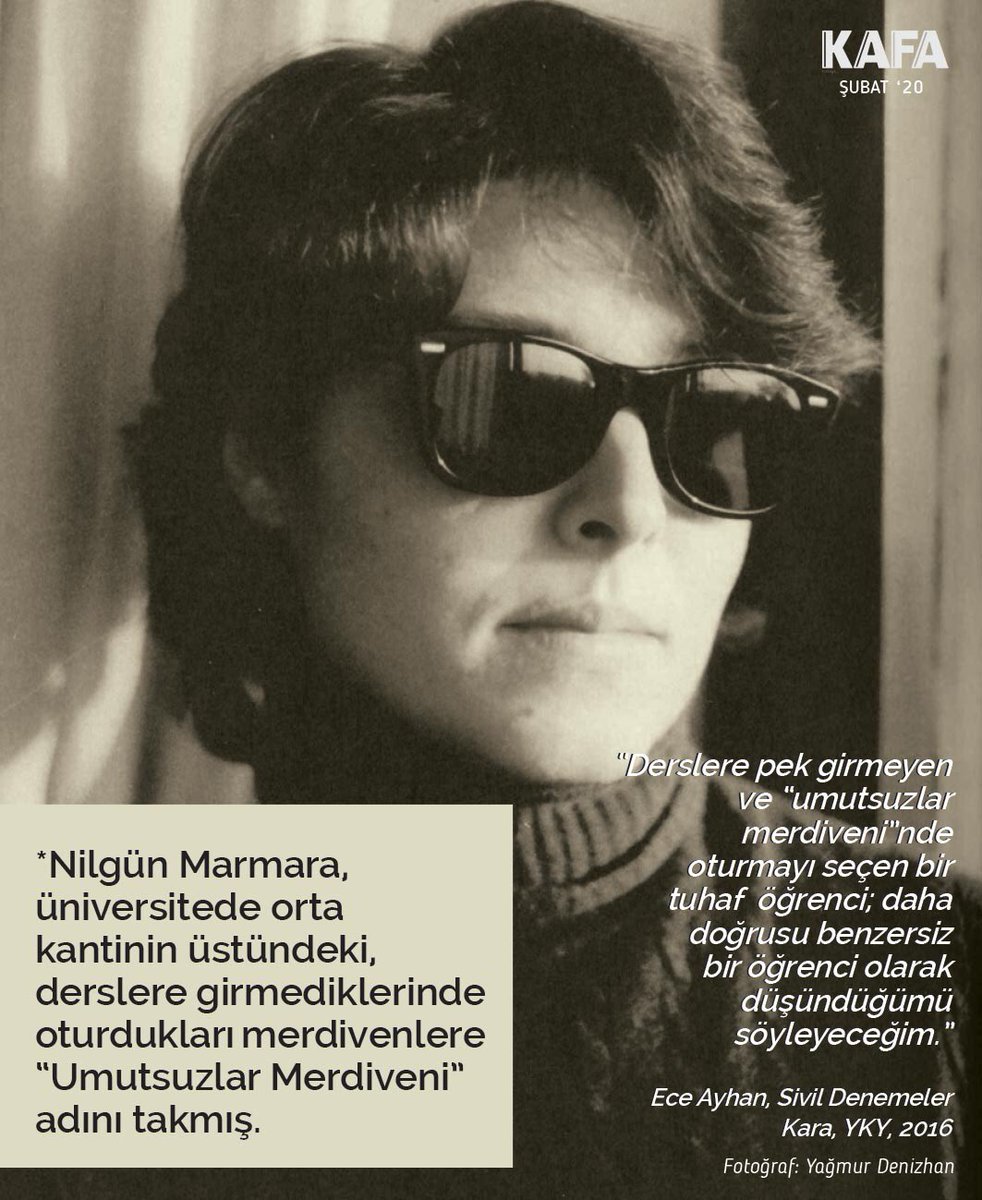 KAFA
ŞUBAT ‘20
“Derslere pek girmeyen
ve “umutsuzlar
merdiveni”nde
oturmayı seçen bir
tuhaf öğrenci; daha
doğrusu benzersiz
bir öğrenci olarak
düşündüğümü
söyleyeceğim.”
Ece Ayhan, Sivil Denemeler
Kara, YKY, 2016
Fotoğraf: Yağmur Denizhan
*Nilgün Marmara,
üniversitede orta
kantinin üstündeki,
derslere girmediklerinde
oturdukları merdivenlere
“Umutsuzlar Merdiveni”
adını takmış.